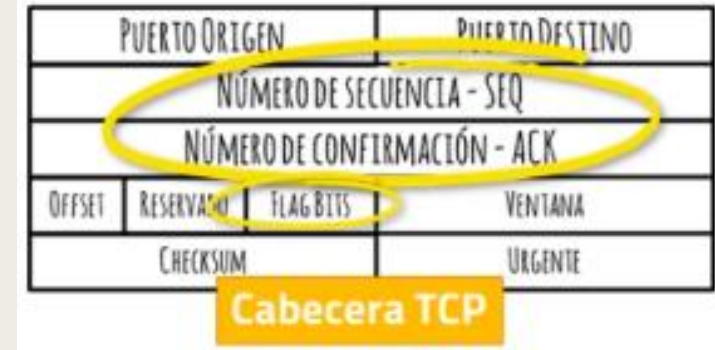 PUERTO ORIGEN PUERTO DESTINO
NÚMERO DE SECUENCIA - SEQ
NÚMERO DE CONFIRMACIÓN - ACK
OFFSET RESERVADO FLAG BITS VENTANA
CHECKSUM URGENTE
Cabecera TCP